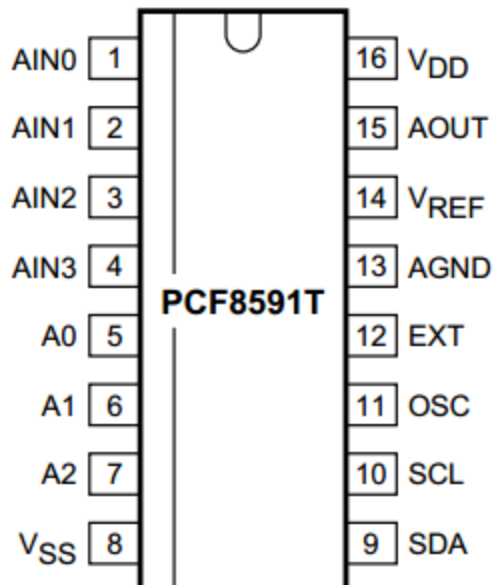 AIN0 1 16 VDD
AIN1 2 15 AOUT
AIN2 3 14 VREF
AIN3 4 13 AGND
PCF8591T
A0 5 12 EXT
A1 6 11 OSC
A2 7 10 SCL
VSS 8 9 SDA